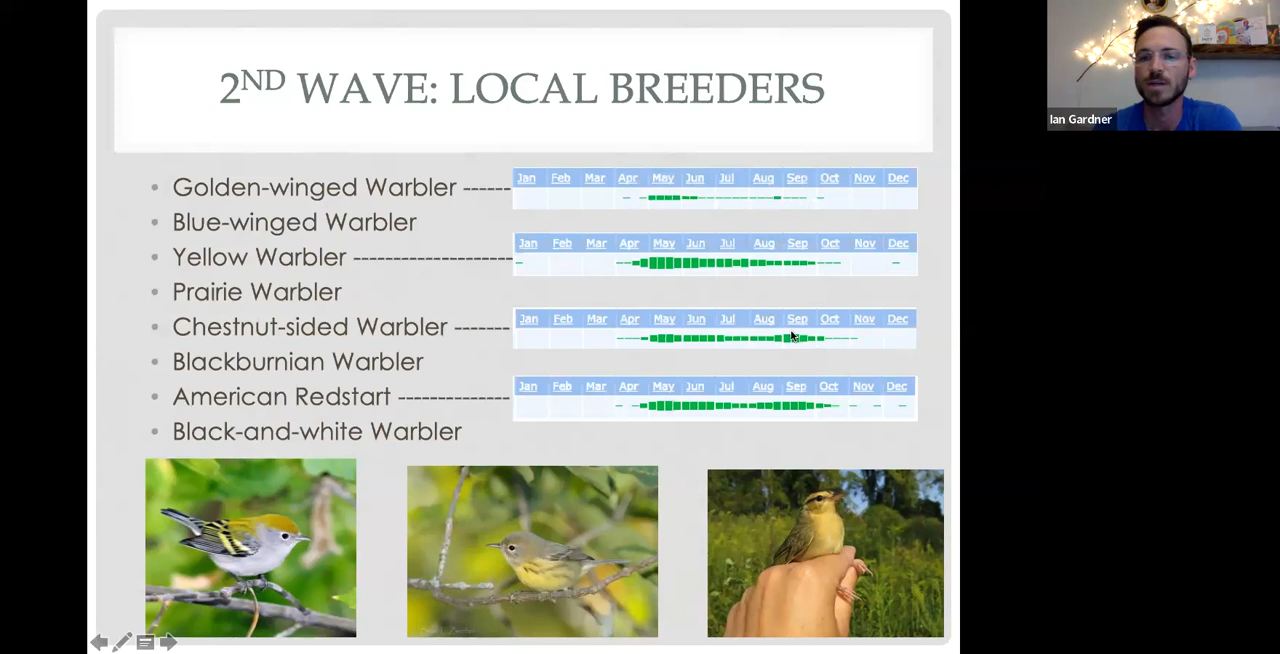 2ND WAVE: LOCAL BREEDERS
Ian Gardner
Golden-winged Warbler ------
Jan Feb Mar Apr May Jun Jul Aug Sep Oct Nov Dec
Blue-winged Warbler
Yellow Warbler -------------------
Jan Feb Mar Apr May Jun Jul Aug Sep Oct Nov Dec
Prairie Warbler
Chestnut-sided Warbler -------
Jan Feb Mar Apr May Jun Jul Aug Sep Oct Nov Dec
Blackburnian Warbler
American Redstart --------------
Jan Feb Mar Apr May Jun Jul Aug Sep Oct Nov Dec
Black-and-white Warbler